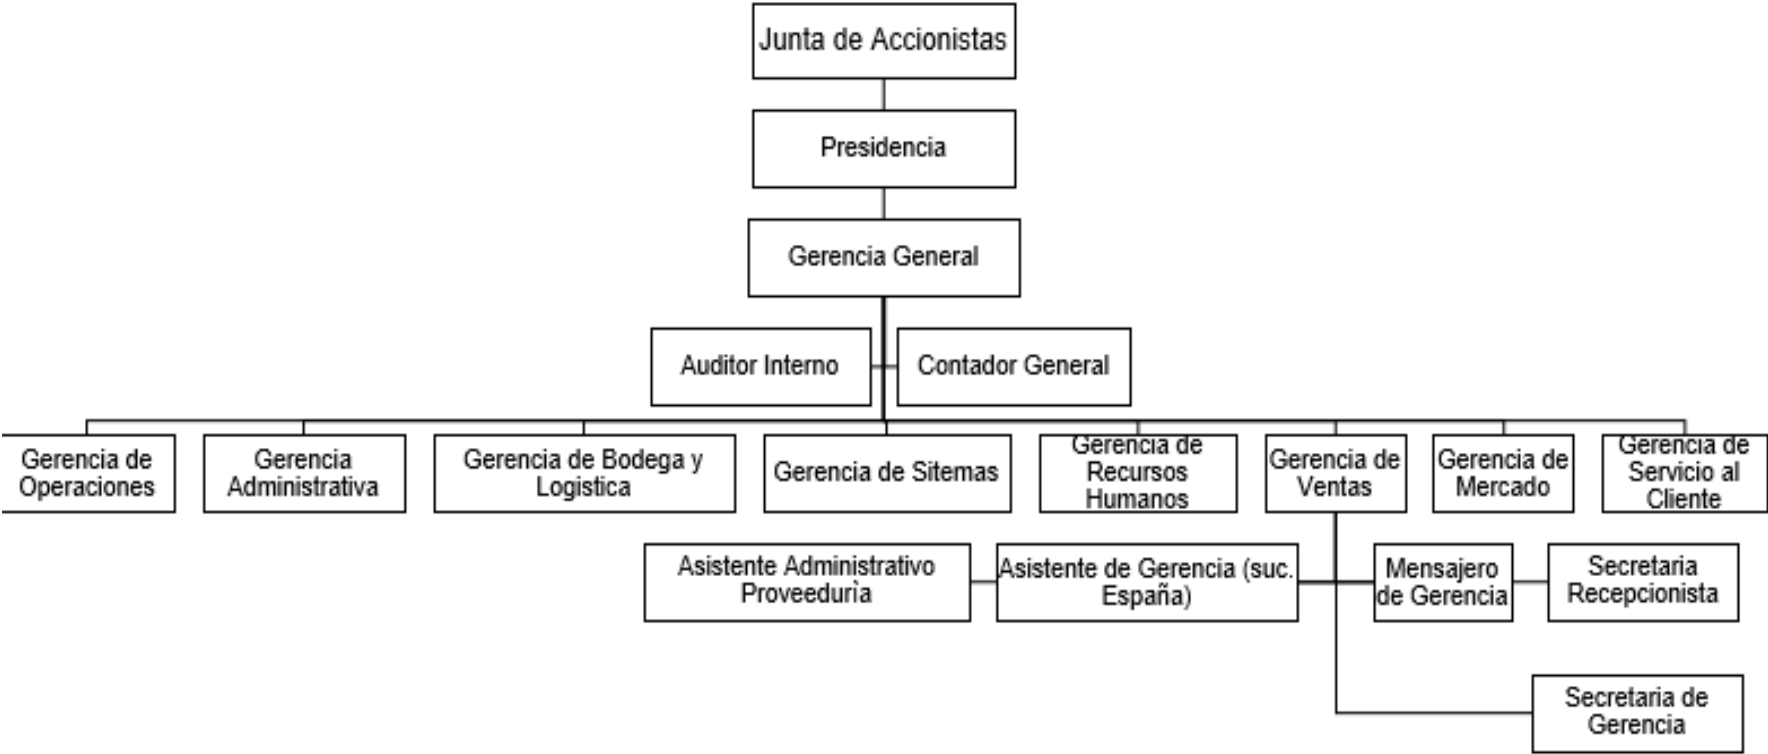 Junta de Accionistas
Presidencia
Gerencia General
Auditor Interno
Contador General
Gerencia de
Operaciones
Gerencia
Administrativa
Gerencia de Bodega y
Logistica
Gerencia de Sitemas
Gerencia de
Recursos
Humanos
Gerencia de
Ventas
Gerencia de
Mercado
Gerencia de
Servicio al
Cliente
Asistente Administrativo
Proveedurìa
Asistente de Gerencia (suc.
España)
Mensajero
de Gerencia
Secretaria
Recepcionista
Secretaria de
Gerencia